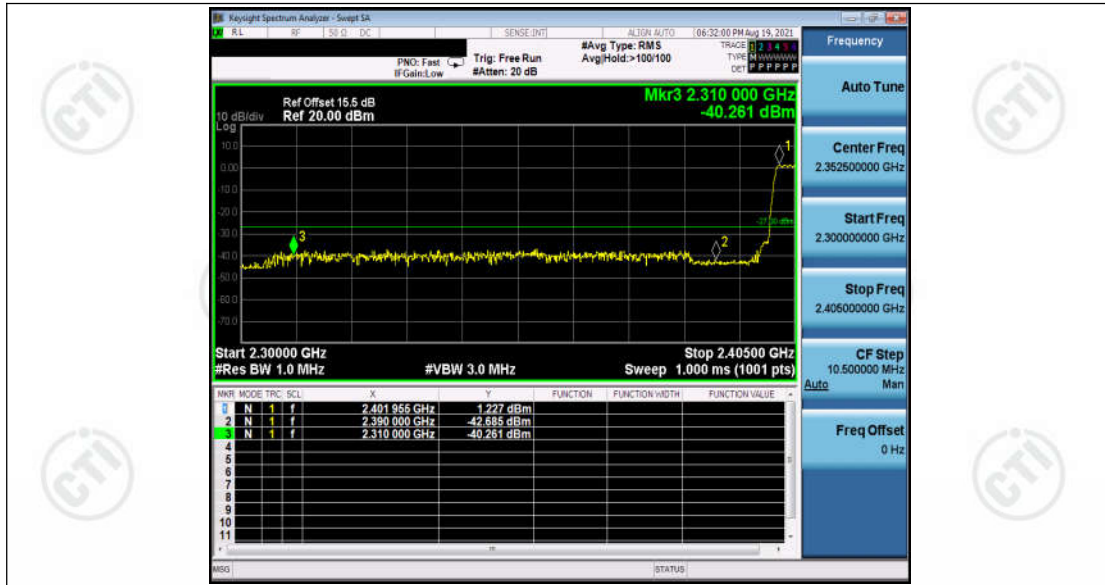 Keysight Spectrum Analyzer - Swept SA
RL RF 50 Ω DC SENSE:INT ALIGN AUTO 06:32:00 PM Aug 19, 2021
#Avg Type: RMS TRACE 1 2 3 4 5 6
PNO: Fast Trig: Free Run Avg|Hold:>100/100 TYPE M W W W W W
IFGain:Low #Atten: 20 dB DET P P P P P P
Frequency
Auto Tune
Mkr3 2.310 000 GHz
-40.261 dBm
Ref Offset 15.5 dB
10 dB/div Ref 20.00 dBm
Log
10.0
0.00
-10.0
-20.0
-30.0
-40.0
-50.0
-60.0
-70.0
1
2
3
Center Freq
2.352500000 GHz
Start Freq
2.300000000 GHz
Stop Freq
2.405000000 GHz
CF Step
10.500000 MHz
Auto Man
Freq Offset
0 Hz
Start 2.30000 GHz Stop 2.40500 GHz
#Res BW 1.0 MHz #VBW 3.0 MHz Sweep 1.000 ms (1001 pts)
MKR MODE TRC SCL X Y FUNCTION FUNCTION WIDTH FUNCTION VALUE
1 N 1 f 2.401 955 GHz 1.227 dBm
2 N 1 f 2.390 000 GHz -42.685 dBm
3 N 1 f 2.310 000 GHz -40.261 dBm
4
5
6
7
8
9
10
11
MSG STATUS
CTI
CTI
CTI
CTI